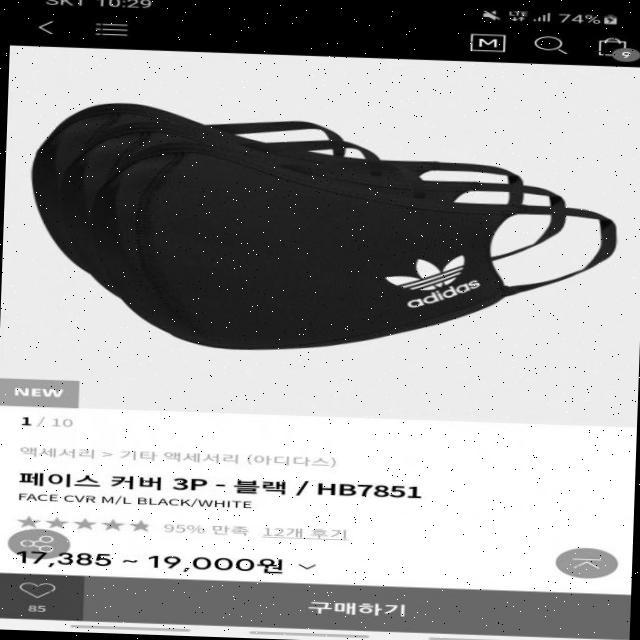 SKT 10:29
LTE 74%
M
9
adidas
NEW
1 / 10
액세서리 > 기타 액세서리 (아디다스)
페이스 커버 3P - 블랙 / HB7851
FACE CVR M/L BLACK/WHITE
95% 만족 12개 후기
17,385 ~ 19,000원
85
구매하기